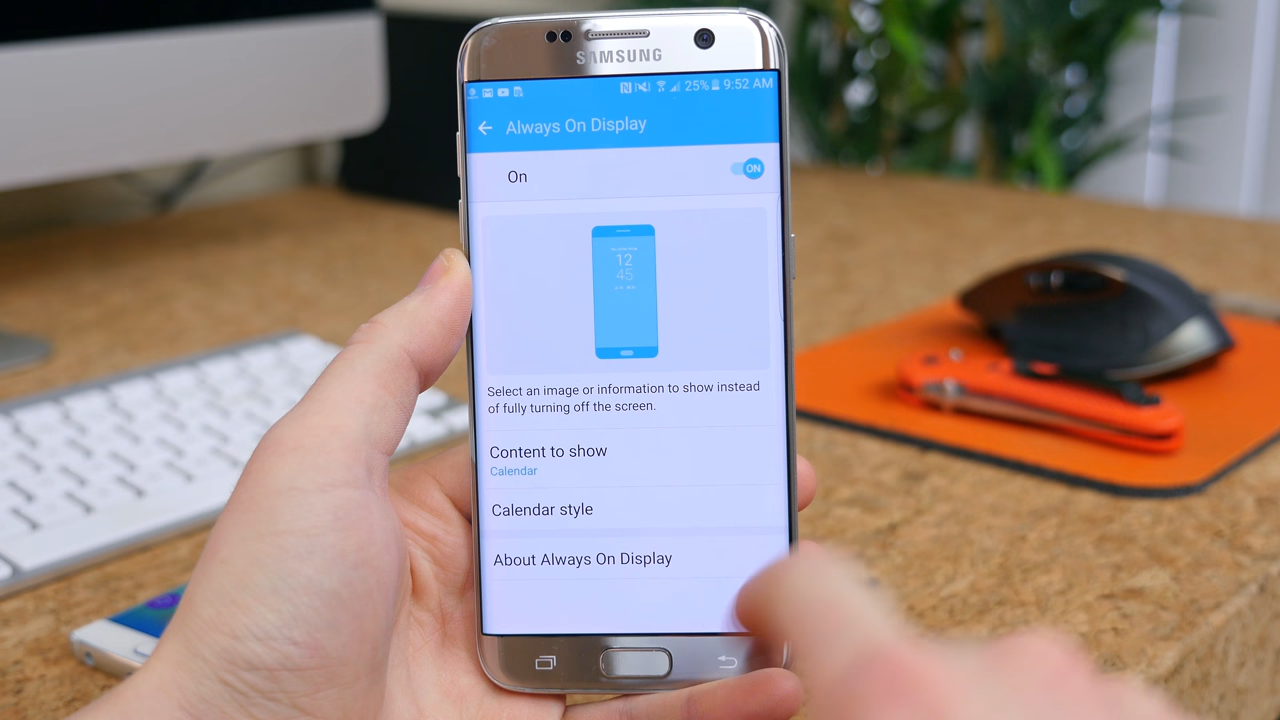 SAMSUNG
25% 9:52 AM
Always On Display
On
ON
12
45
Select an image or information to show instead
of fully turning off the screen.
Content to show
Calendar
Calendar style
About Always On Display